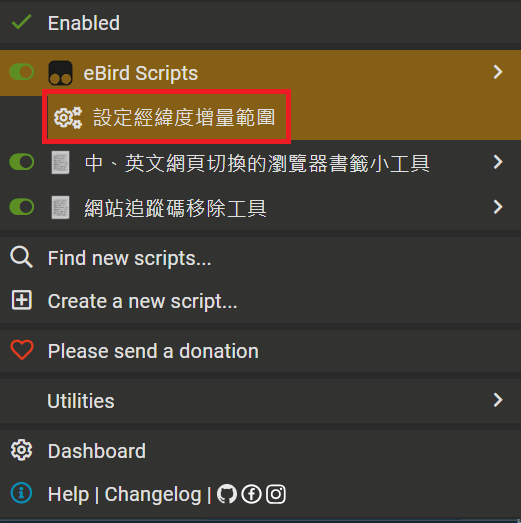 Enabled
eBird Scripts
設定經緯度增量範圍
中、英文網頁切換的瀏覽器書籤小工具
網站追蹤碼移除工具
Find new scripts...
Create a new script...
Please send a donation
Utilities
Dashboard
Help | Changelog |